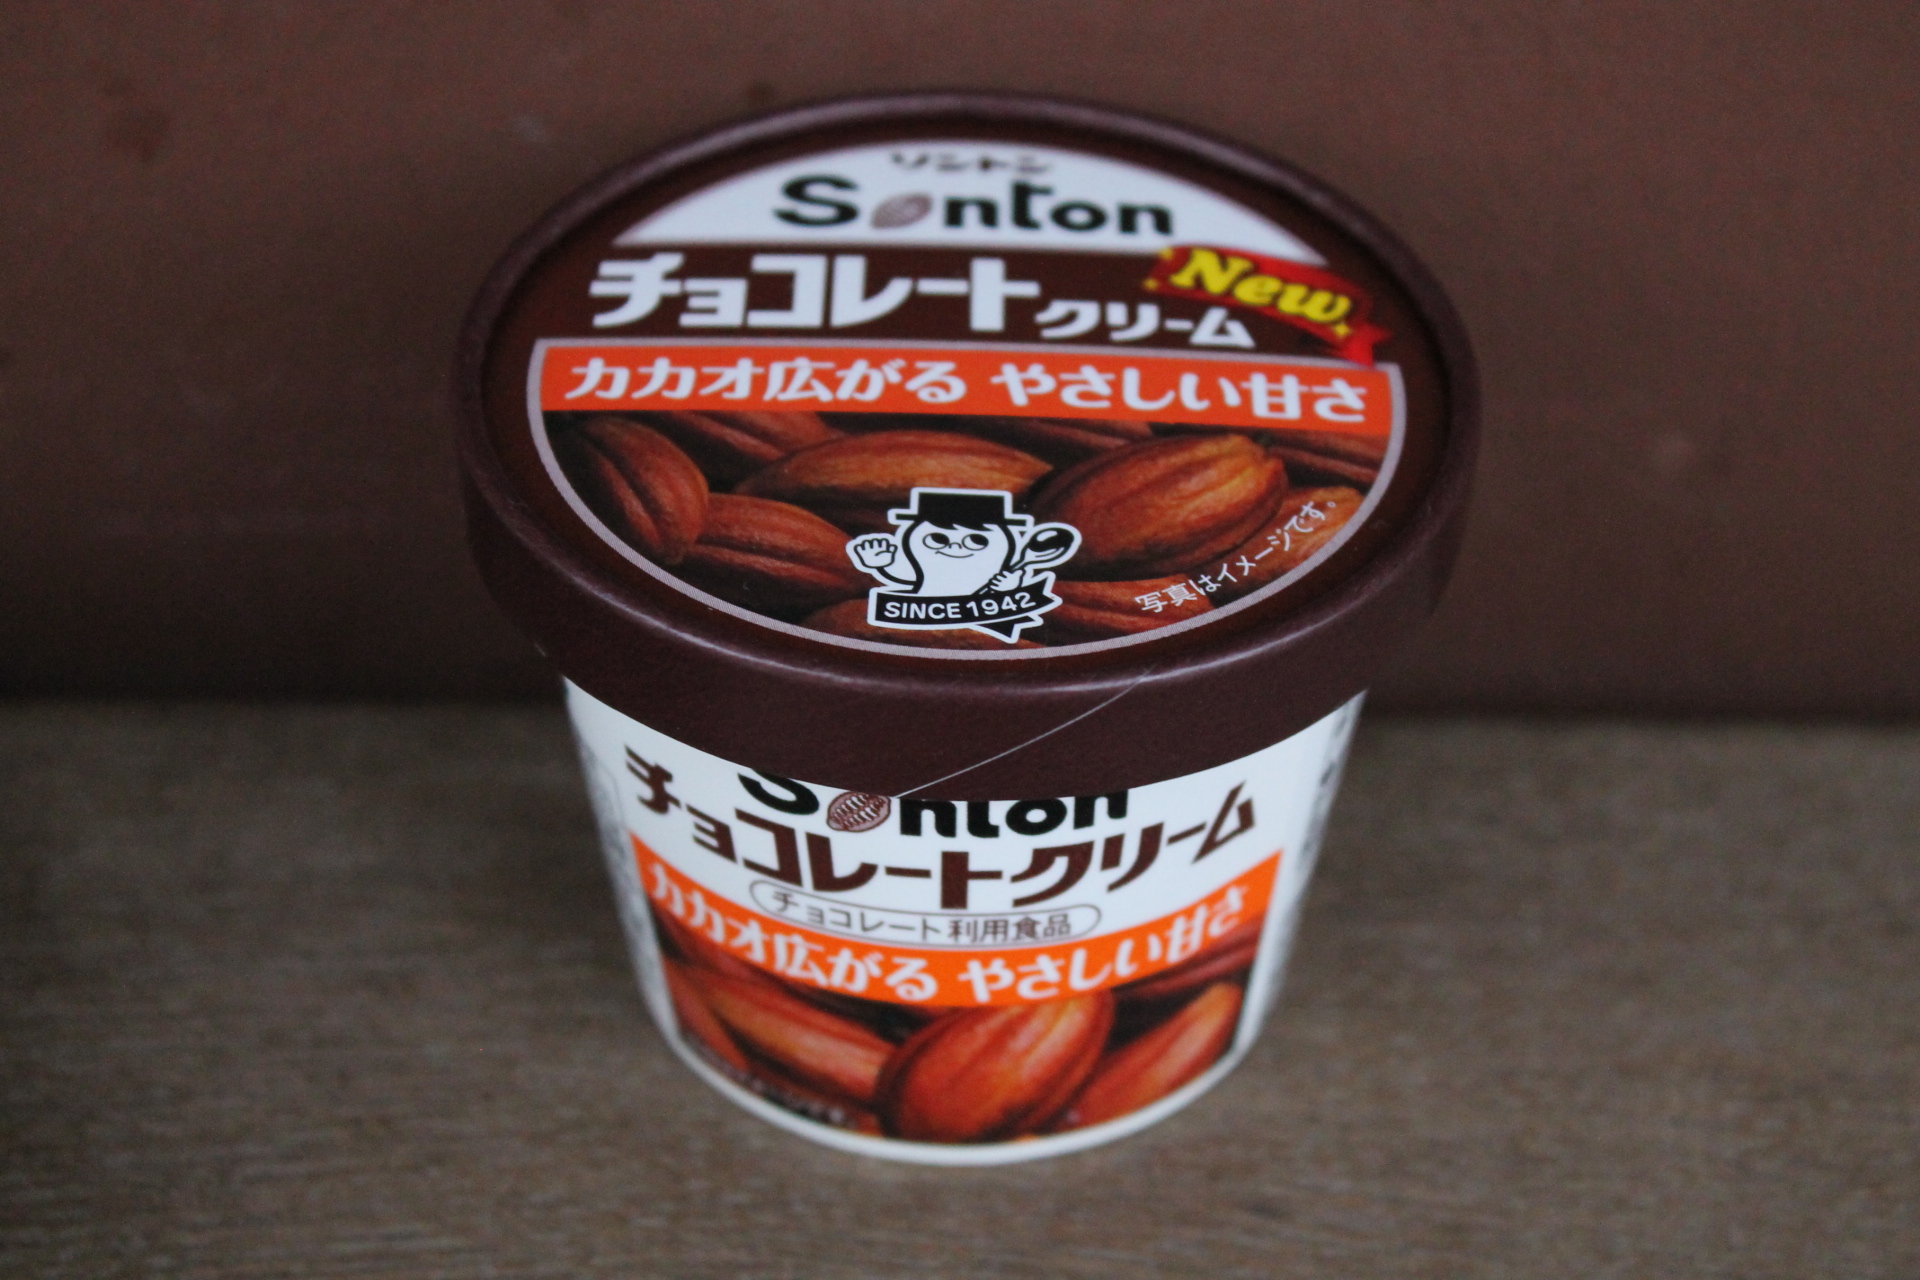 ソントン
Sonton
チョコレートクリーム
New
カカオ広がる やさしい甘さ
SINCE 1942
写真はイメージです。
Sonton
チョコレートクリーム
チョコレート利用食品
カカオ広がる やさしい甘さ